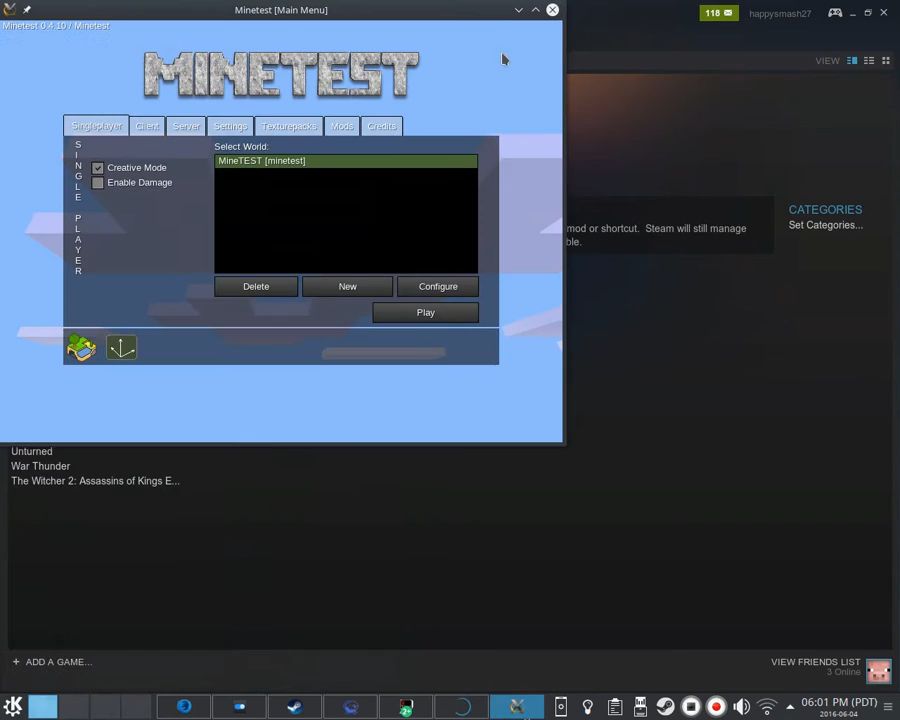 Minetest [Main Menu]
118
happysmash27
Minetest 0.4.10 / Minetest
VIEW
MINETEST
Singleplayer
Client
Server
Settings
Texturepacks
Mods
Credits
SINGLE PLAYER
Select World:
MineTEST [minetest]
Creative Mode
Enable Damage
CATEGORIES
Set Categories...
mod or shortcut. Steam will still manage
ble.
Delete
New
Configure
Play
Unturned
War Thunder
The Witcher 2: Assassins of Kings E...
+ ADD A GAME...
VIEW FRIENDS LIST
3 Online
06:01 PM (PDT)
2016-06-04